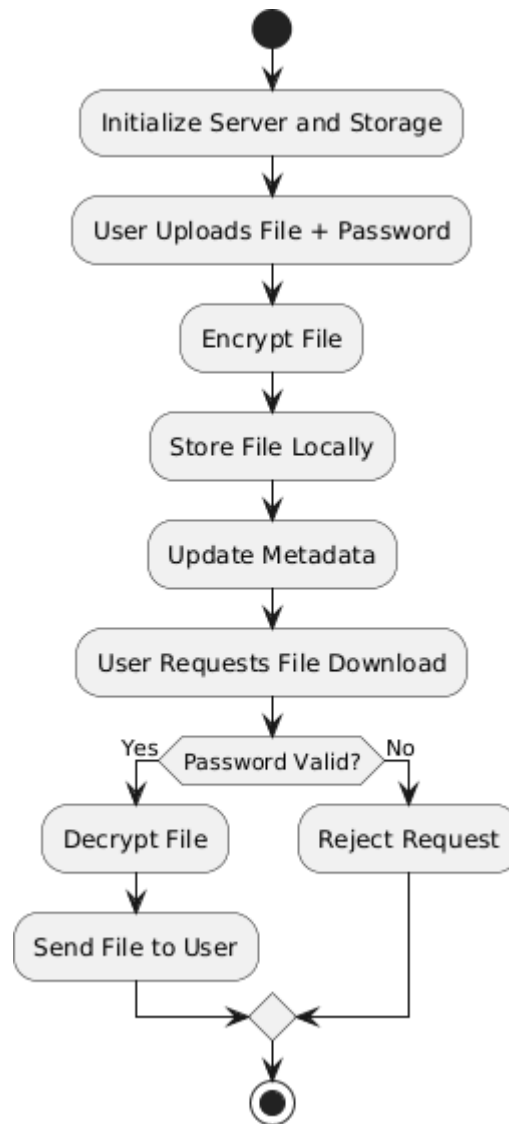 Initialize Server and Storage
User Uploads File + Password
Encrypt File
Store File Locally
Update Metadata
User Requests File Download
Yes
Password Valid?
No
Decrypt File
Reject Request
Send File to User